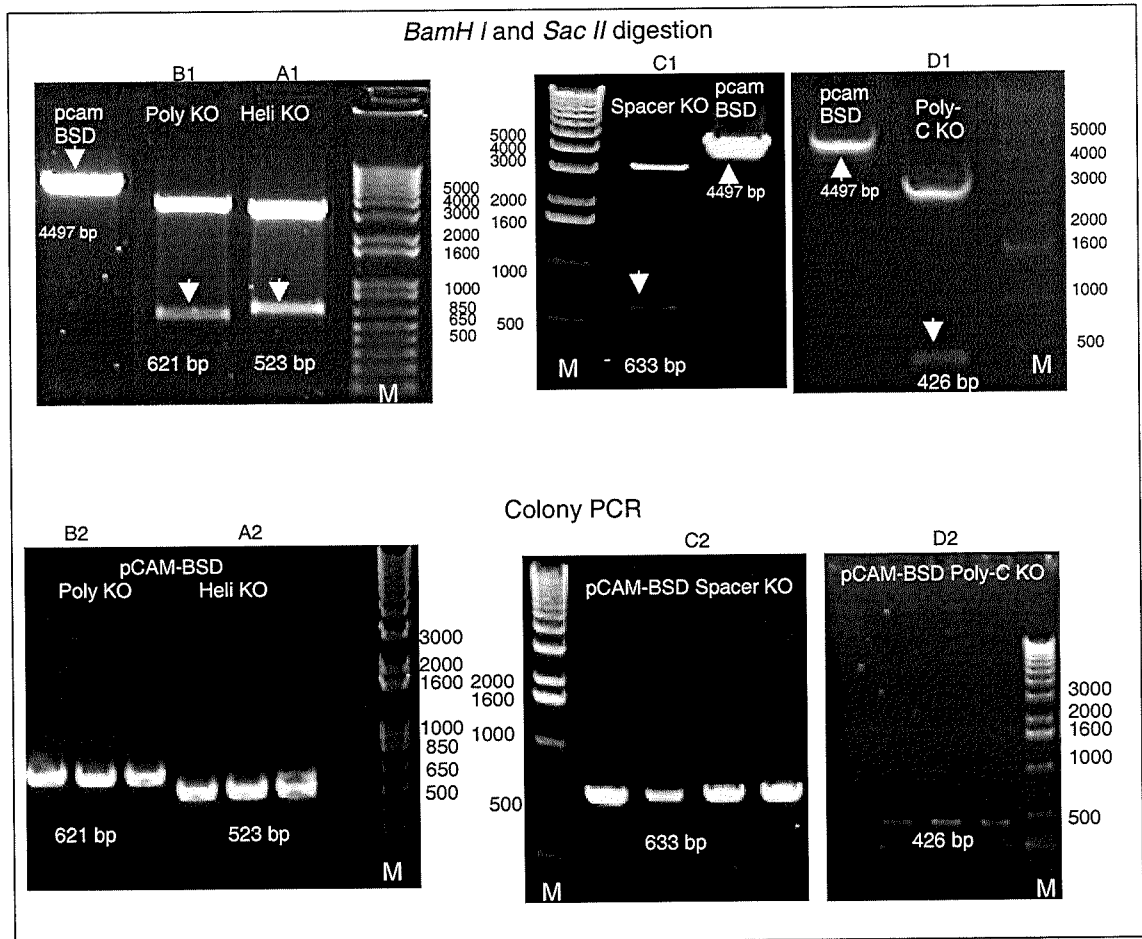 BamH I and Sac II digestion
B1
A1
pcam
BSD
Poly KO
Heli KO
4497 bp
621 bp
523 bp
M
5000
4000
3000
2000
1600
1000
850
650
500
C1
Spacer KO
pcam
BSD
5000
4000
3000
2000
1600
1000
500
4497 bp
M
633 bp
D1
pcam
BSD
Poly-
C KO
4497 bp
426 bp
M
5000
4000
3000
2000
1600
1000
500
Colony PCR
B2
A2
pCAM-BSD
Poly KO
Heli KO
621 bp
523 bp
M
3000
2000
1600
1000
850
650
500
C2
pCAM-BSD Spacer KO
2000
1600
1000
500
633 bp
M
D2
pCAM-BSD Poly-C KO
426 bp
M
3000
2000
1600
1000
500